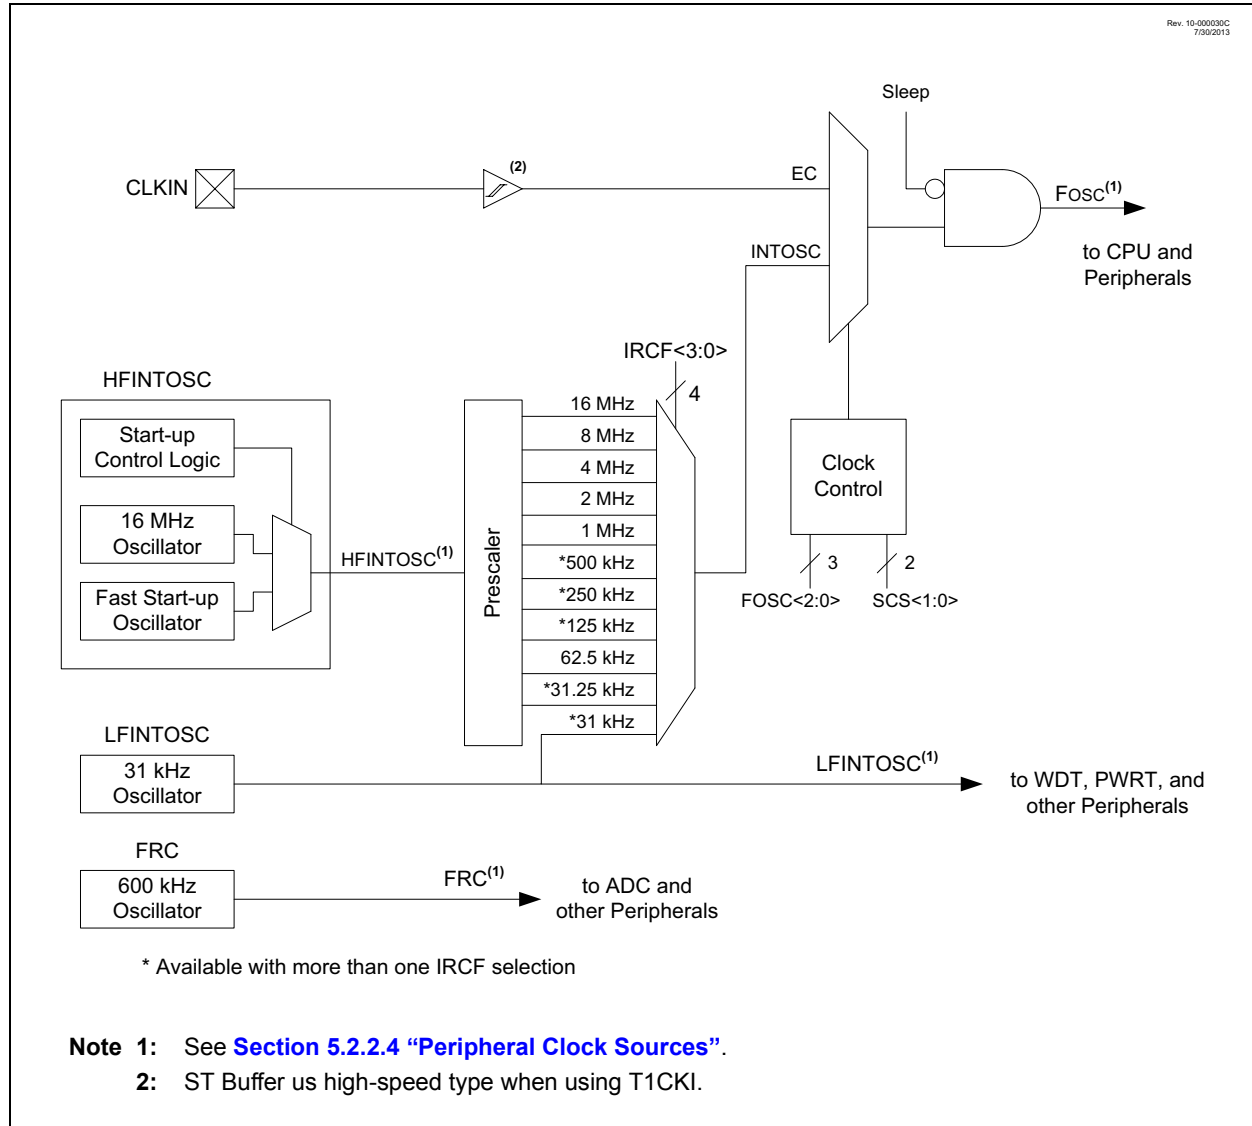 Rev. 10-000030C
7/30/2013
Sleep
CLKIN
(2)
EC
FOSC(1)
to CPU and
Peripherals
INTOSC
IRCF<3:0>
4
HFINTOSC
Start-up
Control Logic
16 MHz
Oscillator
Fast Start-up
Oscillator
HFINTOSC(1)
Prescaler
16 MHz
8 MHz
4 MHz
2 MHz
1 MHz
*500 kHz
*250 kHz
*125 kHz
62.5 kHz
*31.25 kHz
*31 kHz
Clock
Control
3
2
FOSC<2:0>
SCS<1:0>
LFINTOSC
31 kHz
Oscillator
LFINTOSC(1)
to WDT, PWRT, and
other Peripherals
FRC
600 kHz
Oscillator
FRC(1)
to ADC and
other Peripherals
* Available with more than one IRCF selection
Note 1: See Section 5.2.2.4 “Peripheral Clock Sources”.
2: ST Buffer us high-speed type when using T1CKI.